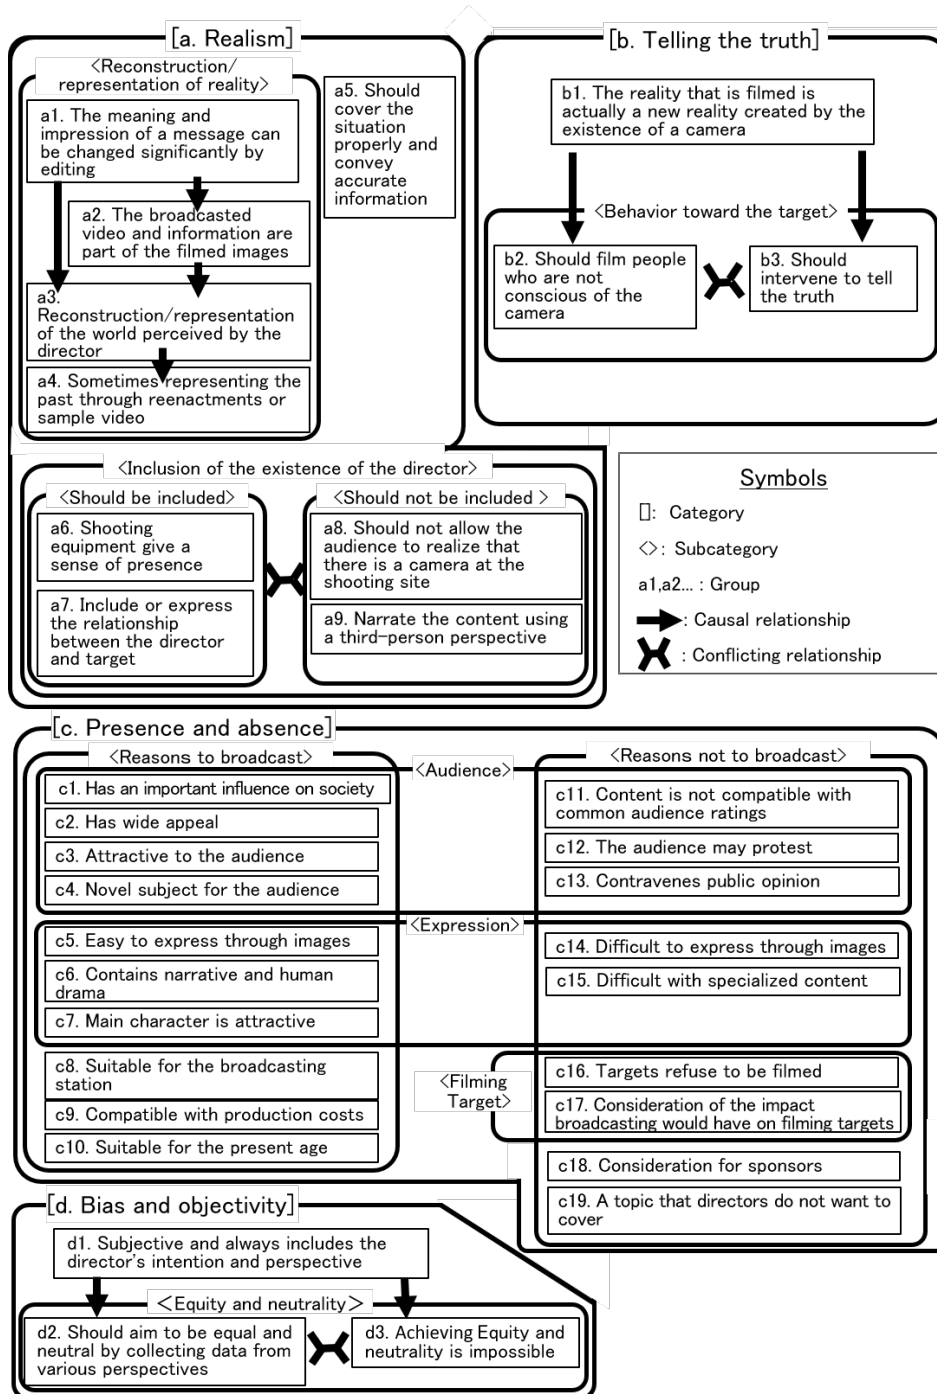 [a. Realism]
<Reconstruction/
representation of reality>
a1. The meaning and
impression of a message can
be changed significantly by
editing
a2. The broadcasted
video and information are
part of the filmed images
a3.
Reconstruction/representation
of the world perceived by the
director
a4. Sometimes representing the
past through reenactments or
sample video
a5. Should
cover the
situation
properly and
convey
accurate
information
<Inclusion of the existence of the director>
<Should be included>
a6. Shooting
equipment give a
sense of presence
a7. Include or express
the relationship
between the director
and target
<Should not be included >
a8. Should not allow the
audience to realize that
there is a camera at the
shooting site
a9. Narrate the content using
a third-person perspective
[b. Telling the truth]
b1. The reality that is filmed is
actually a new reality created by the
existence of a camera
<Behavior toward the target>
b2. Should film people
who are not
conscious of the
camera
b3. Should
intervene to tell
the truth
Symbols
[]: Category
<>: Subcategory
a1,a2... : Group
: Causal relationship
: Conflicting relationship
[c. Presence and absence]
<Reasons to broadcast>
<Audience>
c1. Has an important influence on society
c2. Has wide appeal
c3. Attractive to the audience
c4. Novel subject for the audience
<Expression>
c5. Easy to express through images
c6. Contains narrative and human
drama
c7. Main character is attractive
c8. Suitable for the broadcasting
station
c9. Compatible with production costs
c10. Suitable for the present age
<Reasons not to broadcast>
c11. Content is not compatible with
common audience ratings
c12. The audience may protest
c13. Contravenes public opinion
c14. Difficult to express through images
c15. Difficult with specialized content
<Filming
Target>
c16. Targets refuse to be filmed
c17. Consideration of the impact
broadcasting would have on filming targets
c18. Consideration for sponsors
c19. A topic that directors do not want to
cover
[d. Bias and objectivity]
d1. Subjective and always includes the
director's intention and perspective
<Equity and neutrality>
d2. Should aim to be equal and
neutral by collecting data from
various perspectives
d3. Achieving Equity and
neutrality is impossible